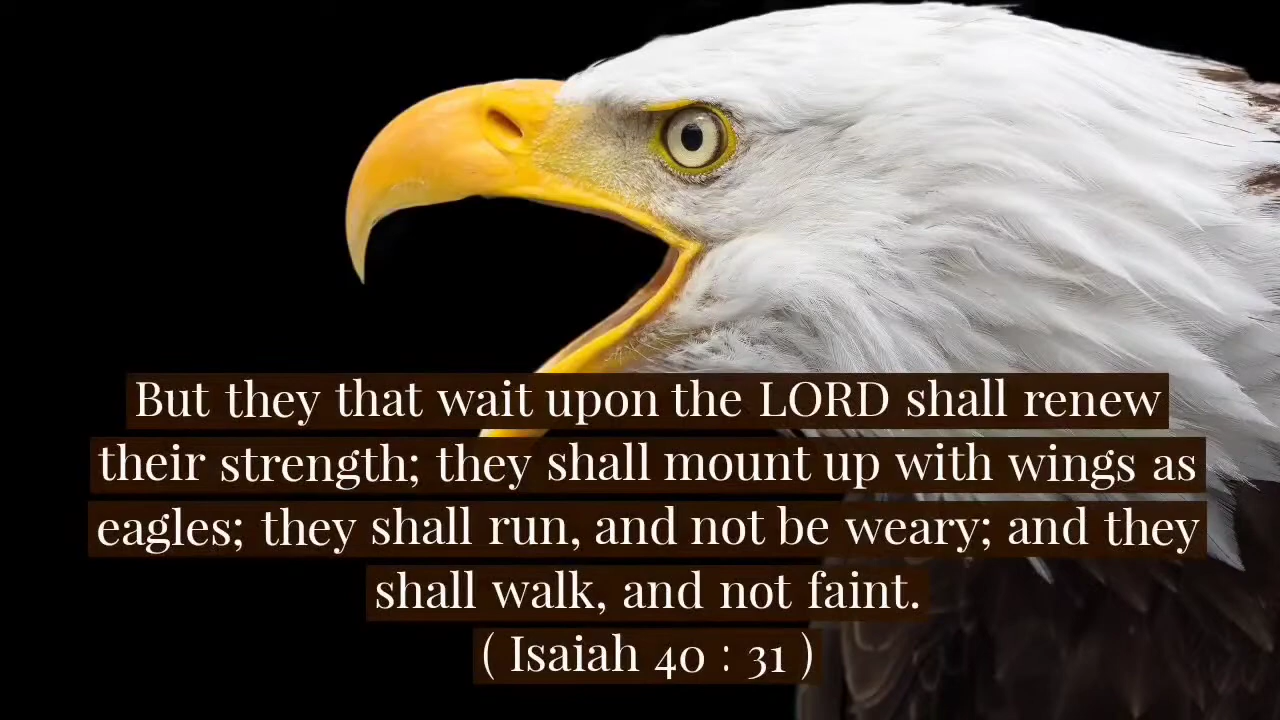 But they that wait upon the LORD shall renew
their strength; they shall mount up with wings as
eagles; they shall run, and not be weary; and they
shall walk, and not faint.
( Isaiah 40 : 31 )